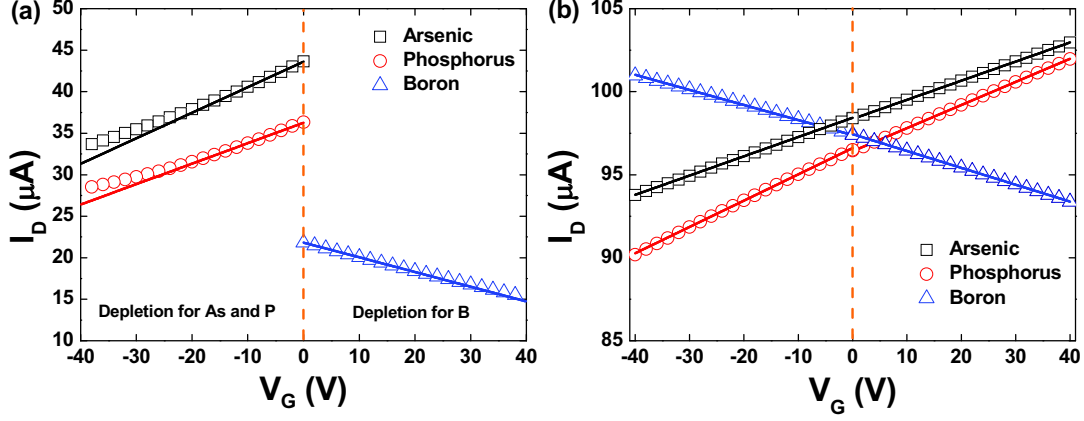 (a)
50
45
40
35
30
25
20
15
10
I_D (μA)
Arsenic
Phosphorus
Boron
Depletion for As and P
Depletion for B
-40 -30 -20 -10 0 10 20 30 40
V_G (V)
(b)
105
100
95
90
85
I_D (μA)
Arsenic
Phosphorus
Boron
-40 -30 -20 -10 0 10 20 30 40
V_G (V)